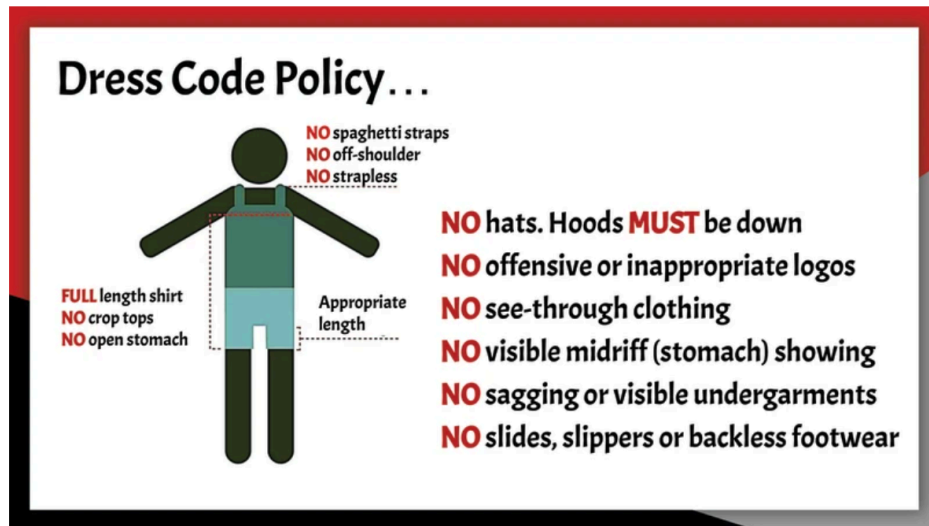 Dress Code Policy...
NO spaghetti straps
NO off-shoulder
NO strapless
FULL length shirt
NO crop tops
NO open stomach
Appropriate
length
NO hats. Hoods MUST be down
NO offensive or inappropriate logos
NO see-through clothing
NO visible midriff (stomach) showing
NO sagging or visible undergarments
NO slides, slippers or backless footwear